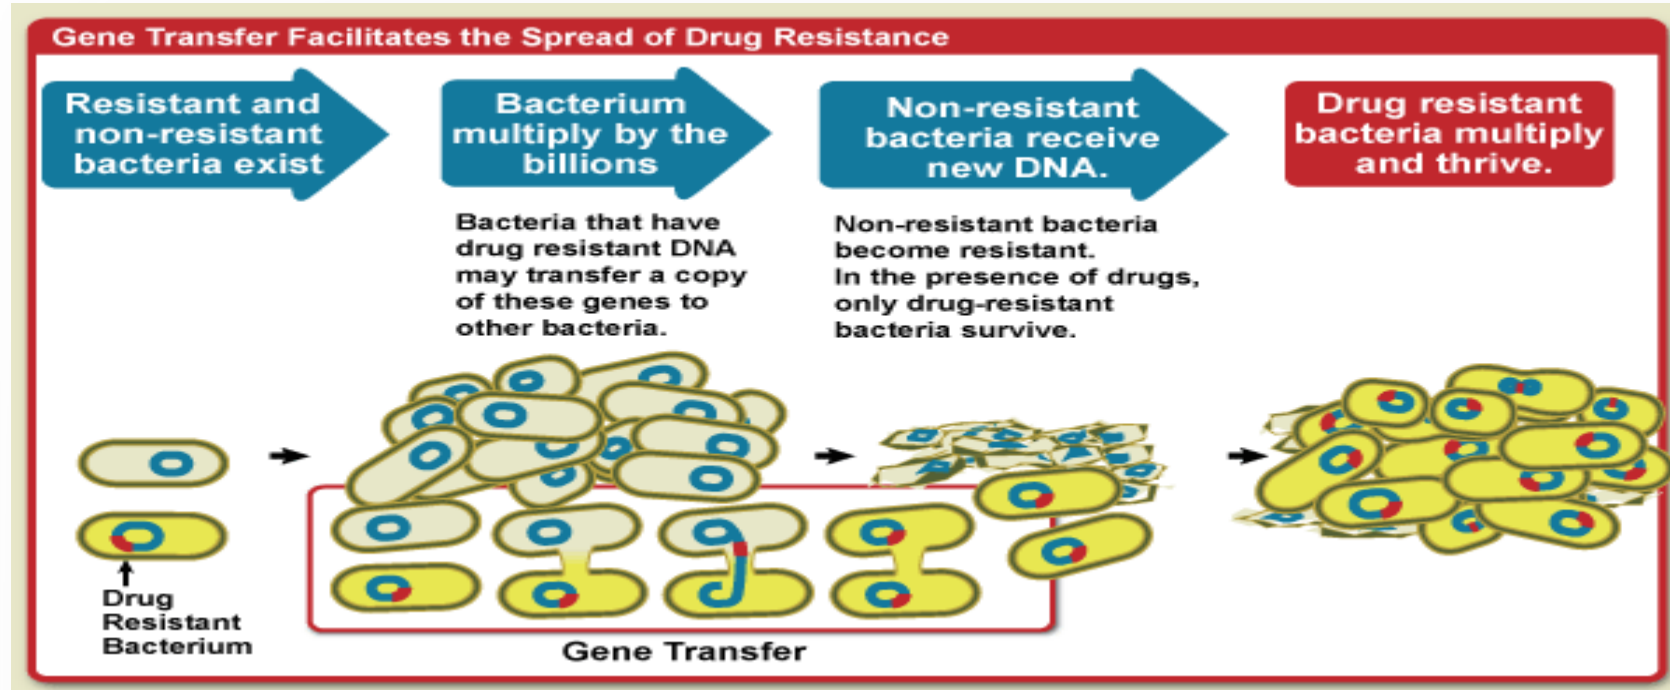 Gene Transfer Facilitates the Spread of Drug Resistance
Resistant and
non-resistant
bacteria exist
Bacterium
multiply by the
billions
Non-resistant
bacteria receive
new DNA.
Drug resistant
bacteria multiply
and thrive.
Bacteria that have
drug resistant DNA
may transfer a copy
of these genes to
other bacteria.
Non-resistant bacteria
become resistant.
In the presence of drugs,
only drug-resistant
bacteria survive.
Drug
Resistant
Bacterium
Gene Transfer